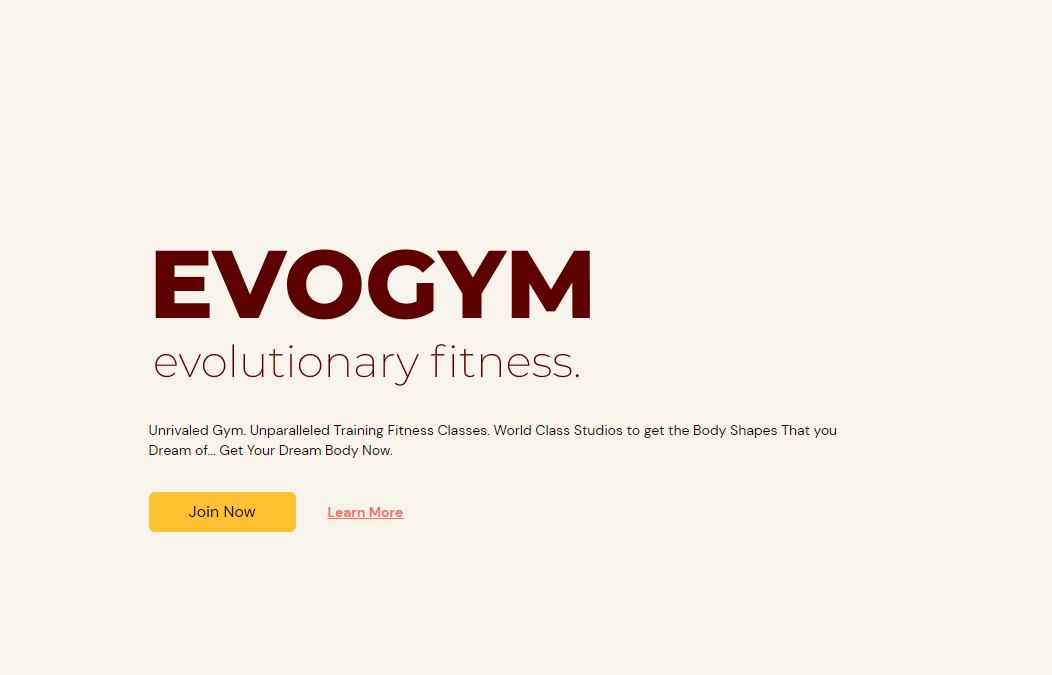 EVOGYM
evolutionary fitness.
Unrivaled Gym. Unparalleled Training Fitness Classes. World Class Studios to get the Body Shapes That you
Dream of... Get Your Dream Body Now.
Join Now
Learn More